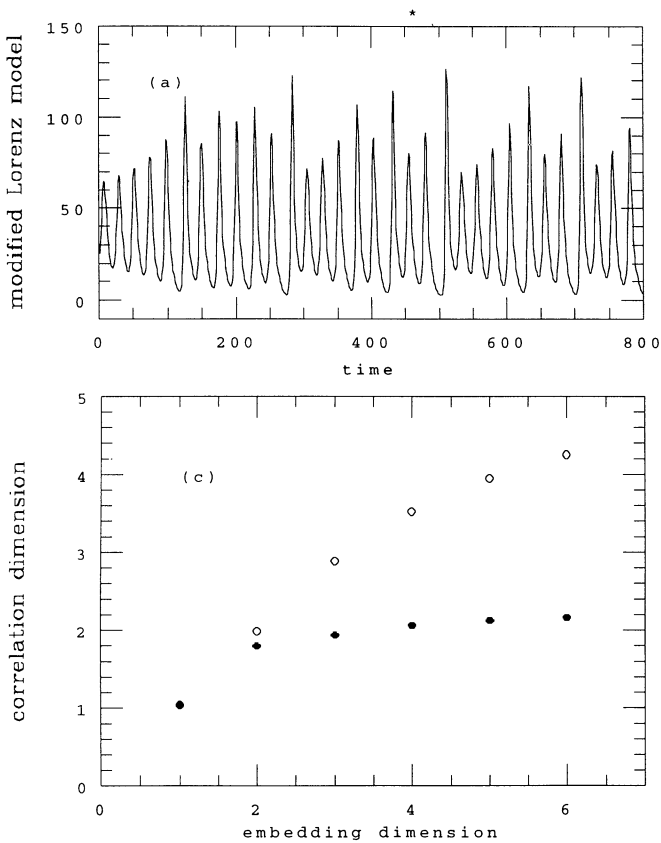 *
modified Lorenz model
150
100
50
0
(a)
0 200 400 600 800
time
correlation dimension
5
4
3
2
1
0
(c)
0 2 4 6
embedding dimension